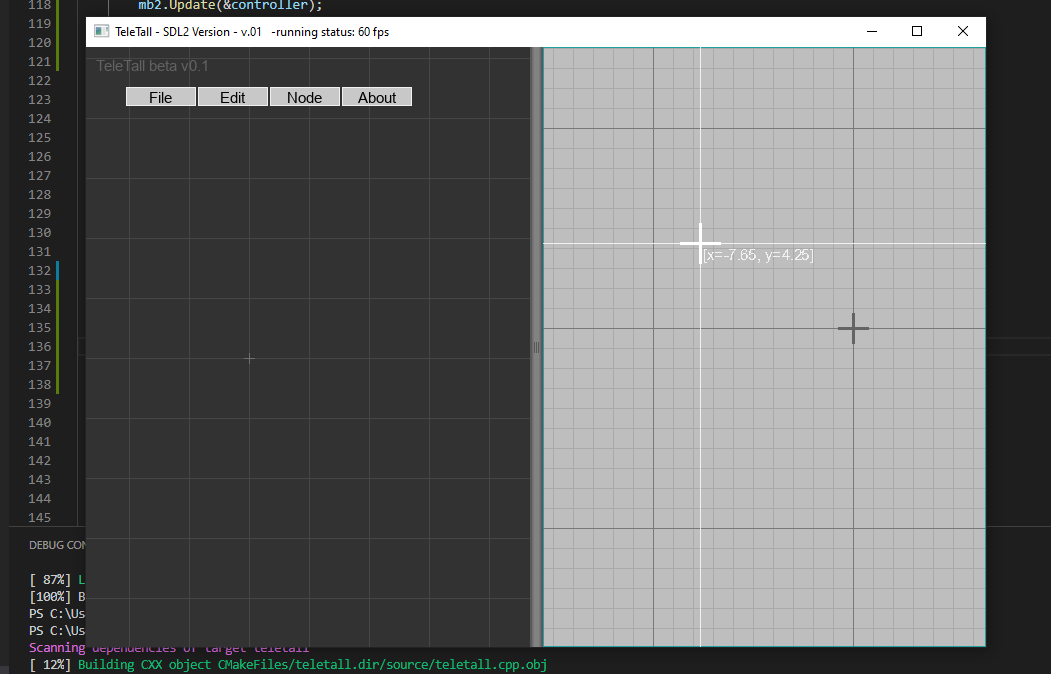 118 mb2.Update(&controller);
119
120
121
122
123
124
125
126
127
128
129
130
131
132
133
134
135
136
137
138
139
140
141
142
143
144
145
TeleTall - SDL2 Version - v.01 -running status: 60 fps
TeleTall beta v0.1
File Edit Node About
[x=-7.65, y=4.25]
DEBUG CON
[ 87%] L
[100%] B
PS C:\Us
PS C:\Us
Scanning dependencies of target teletall
[ 12%] Building CXX object CMakeFiles/teletall.dir/source/teletall.cpp.obj